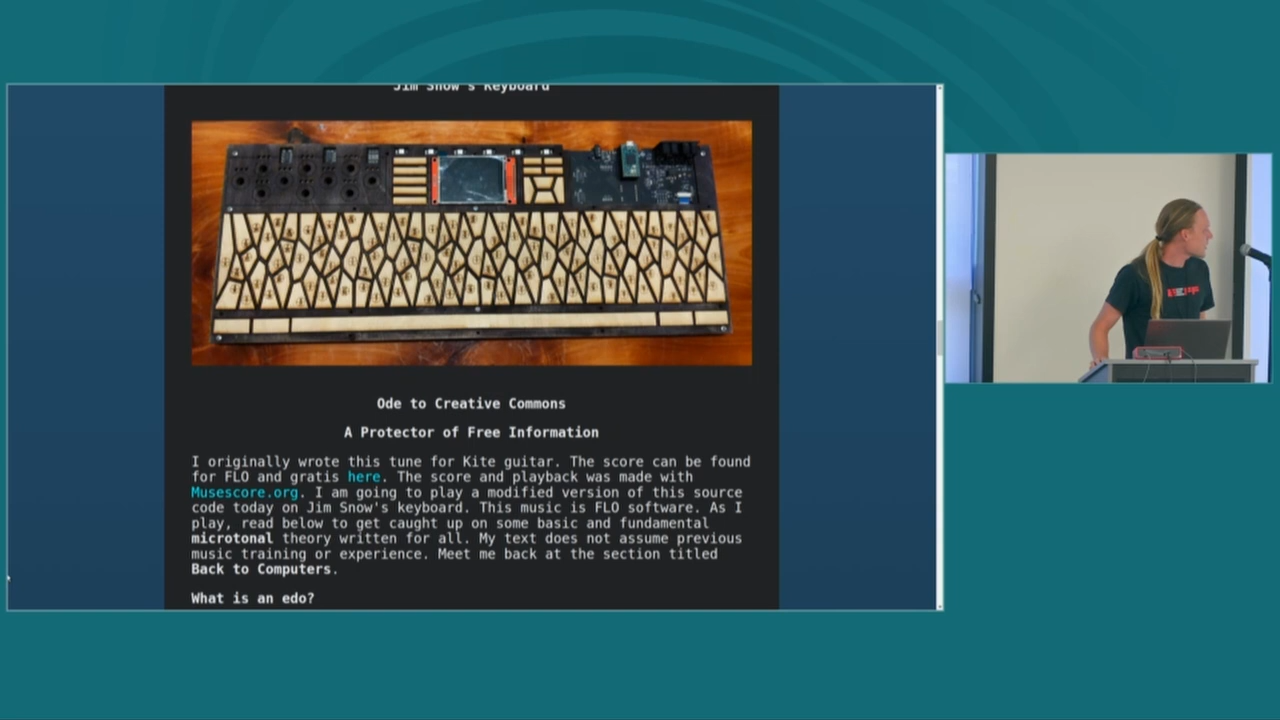 Jim Snow's Keyboard
Ode to Creative Commons
A Protector of Free Information
I originally wrote this tune for Kite guitar. The score can be found
for FLO and gratis here. The score and playback was made with
Musescore.org. I am going to play a modified version of this source
code today on Jim Snow's keyboard. This music is FLO software. As I
play, read below to get caught up on some basic and fundamental
microtonal theory written for all. My text does not assume previous
music training or experience. Meet me back at the section titled
Back to Computers.
What is an edo?